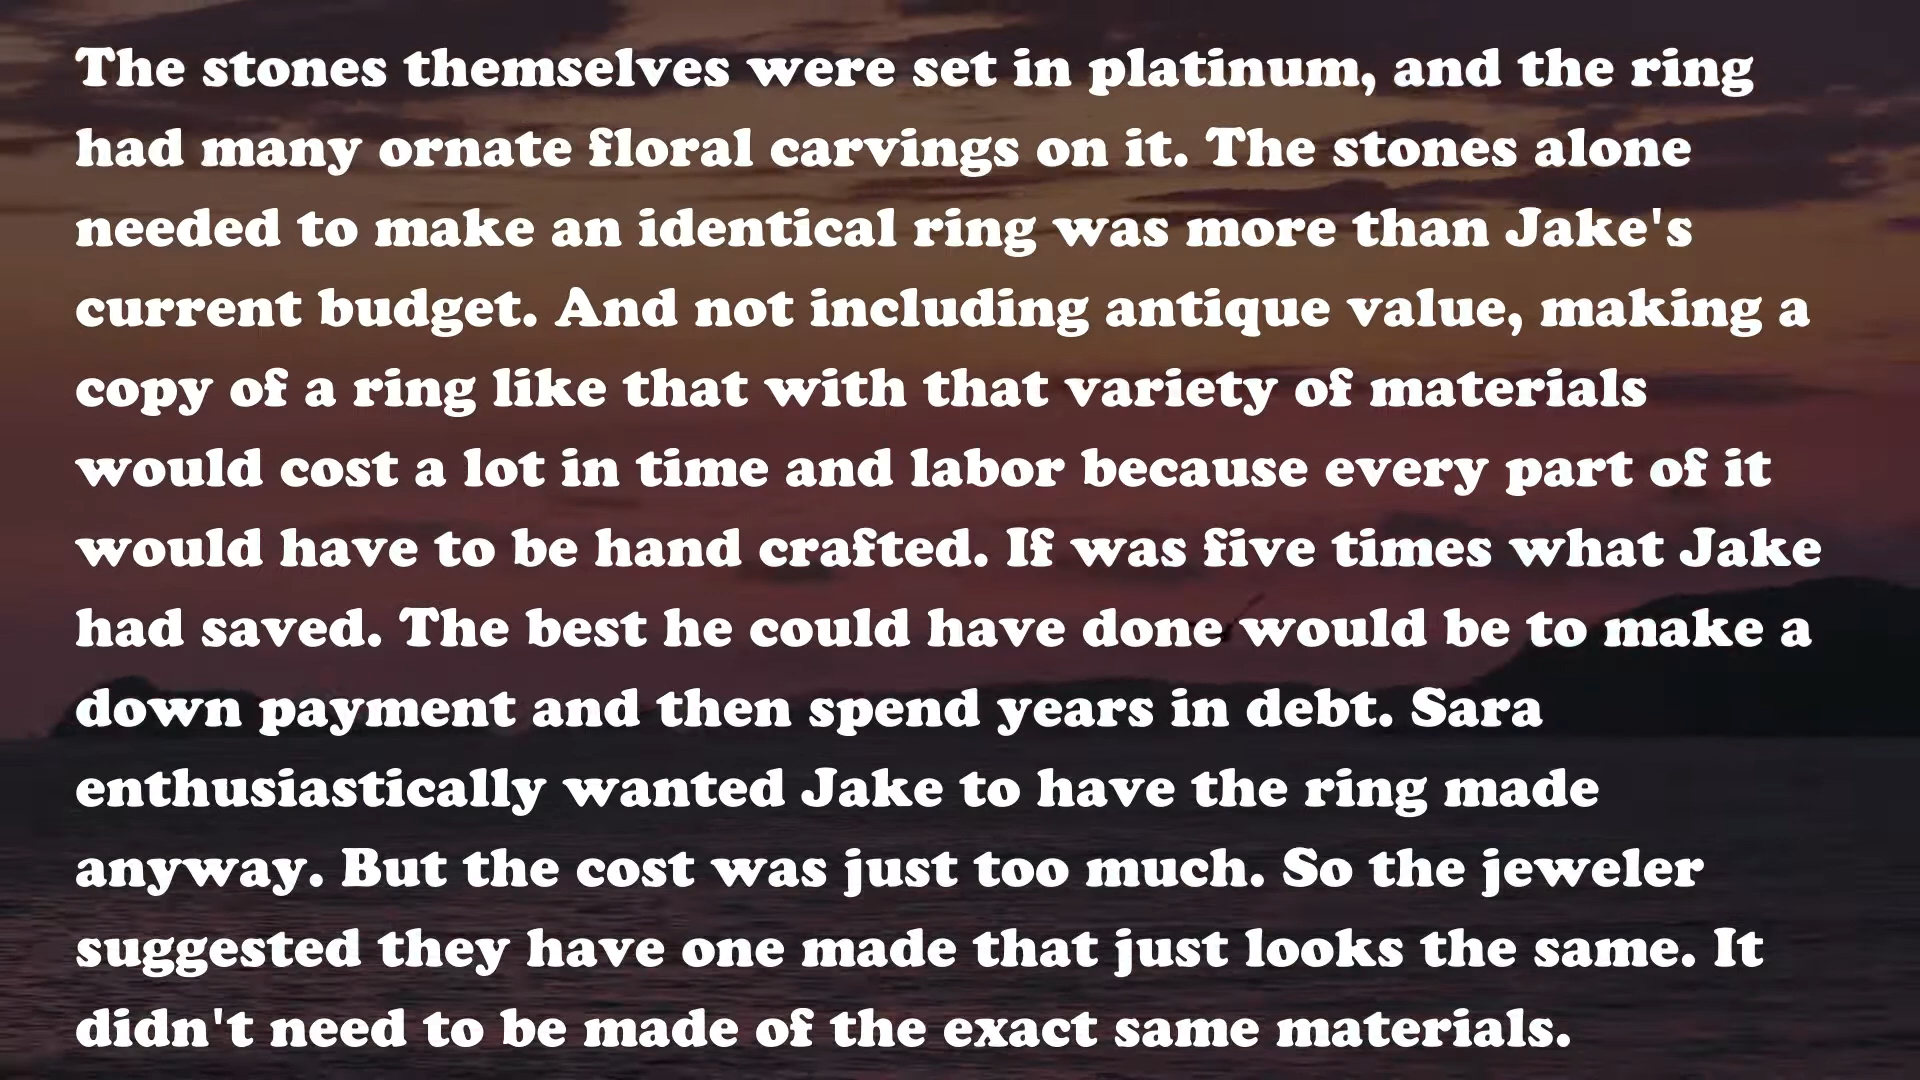 The stones themselves were set in platinum, and the ring
had many ornate floral carvings on it. The stones alone
needed to make an identical ring was more than Jake's
current budget. And not including antique value, making a
copy of a ring like that with that variety of materials
would cost a lot in time and labor because every part of it
would have to be hand crafted. If was five times what Jake
had saved. The best he could have done would be to make a
down payment and then spend years in debt. Sara
enthusiastically wanted Jake to have the ring made
anyway. But the cost was just too much. So the jeweler
suggested they have one made that just looks the same. It
didn't need to be made of the exact same materials.